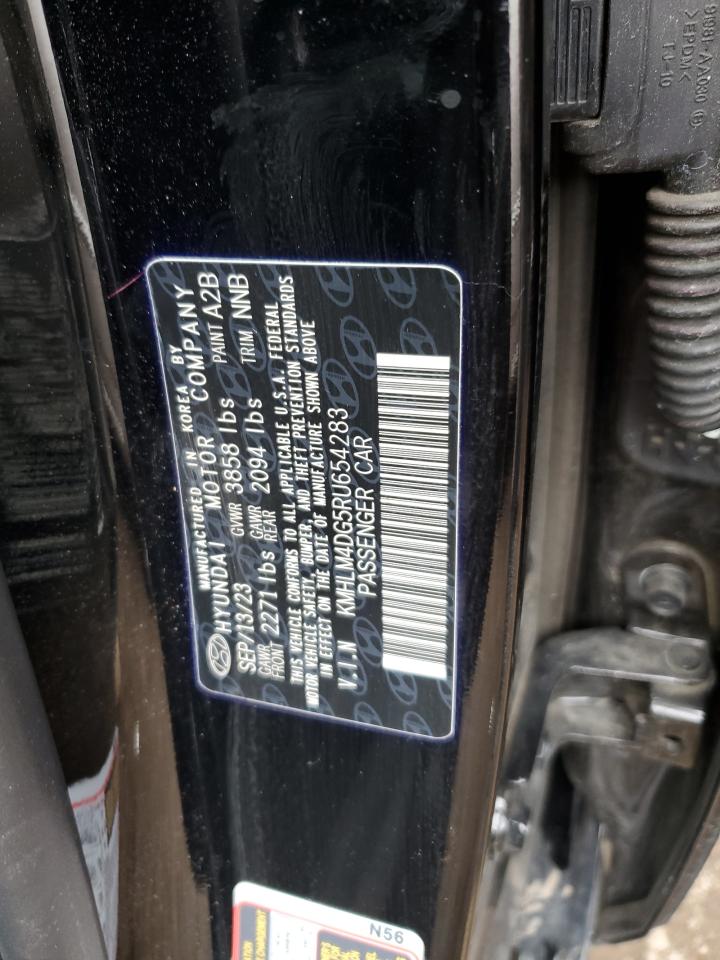 MANUFACTURED IN KOREA BY
HYUNDAI MOTOR COMPANY
SEP/13/23 GVWR 3858 lbs PAINT A2B
GAWR FRONT 2271 lbs GAWR REAR 2094 lbs TRIM NNB
THIS VEHICLE CONFORMS TO ALL APPLICABLE U.S.A. FEDERAL
MOTOR VEHICLE SAFETY, BUMPER, AND THEFT PREVENTION STANDARDS
IN EFFECT ON THE DATE OF MANUFACTURE SHOWN ABOVE
V.I.N KMHLM4DG5RU654283
PASSENGER CAR
>EPDM<
N56